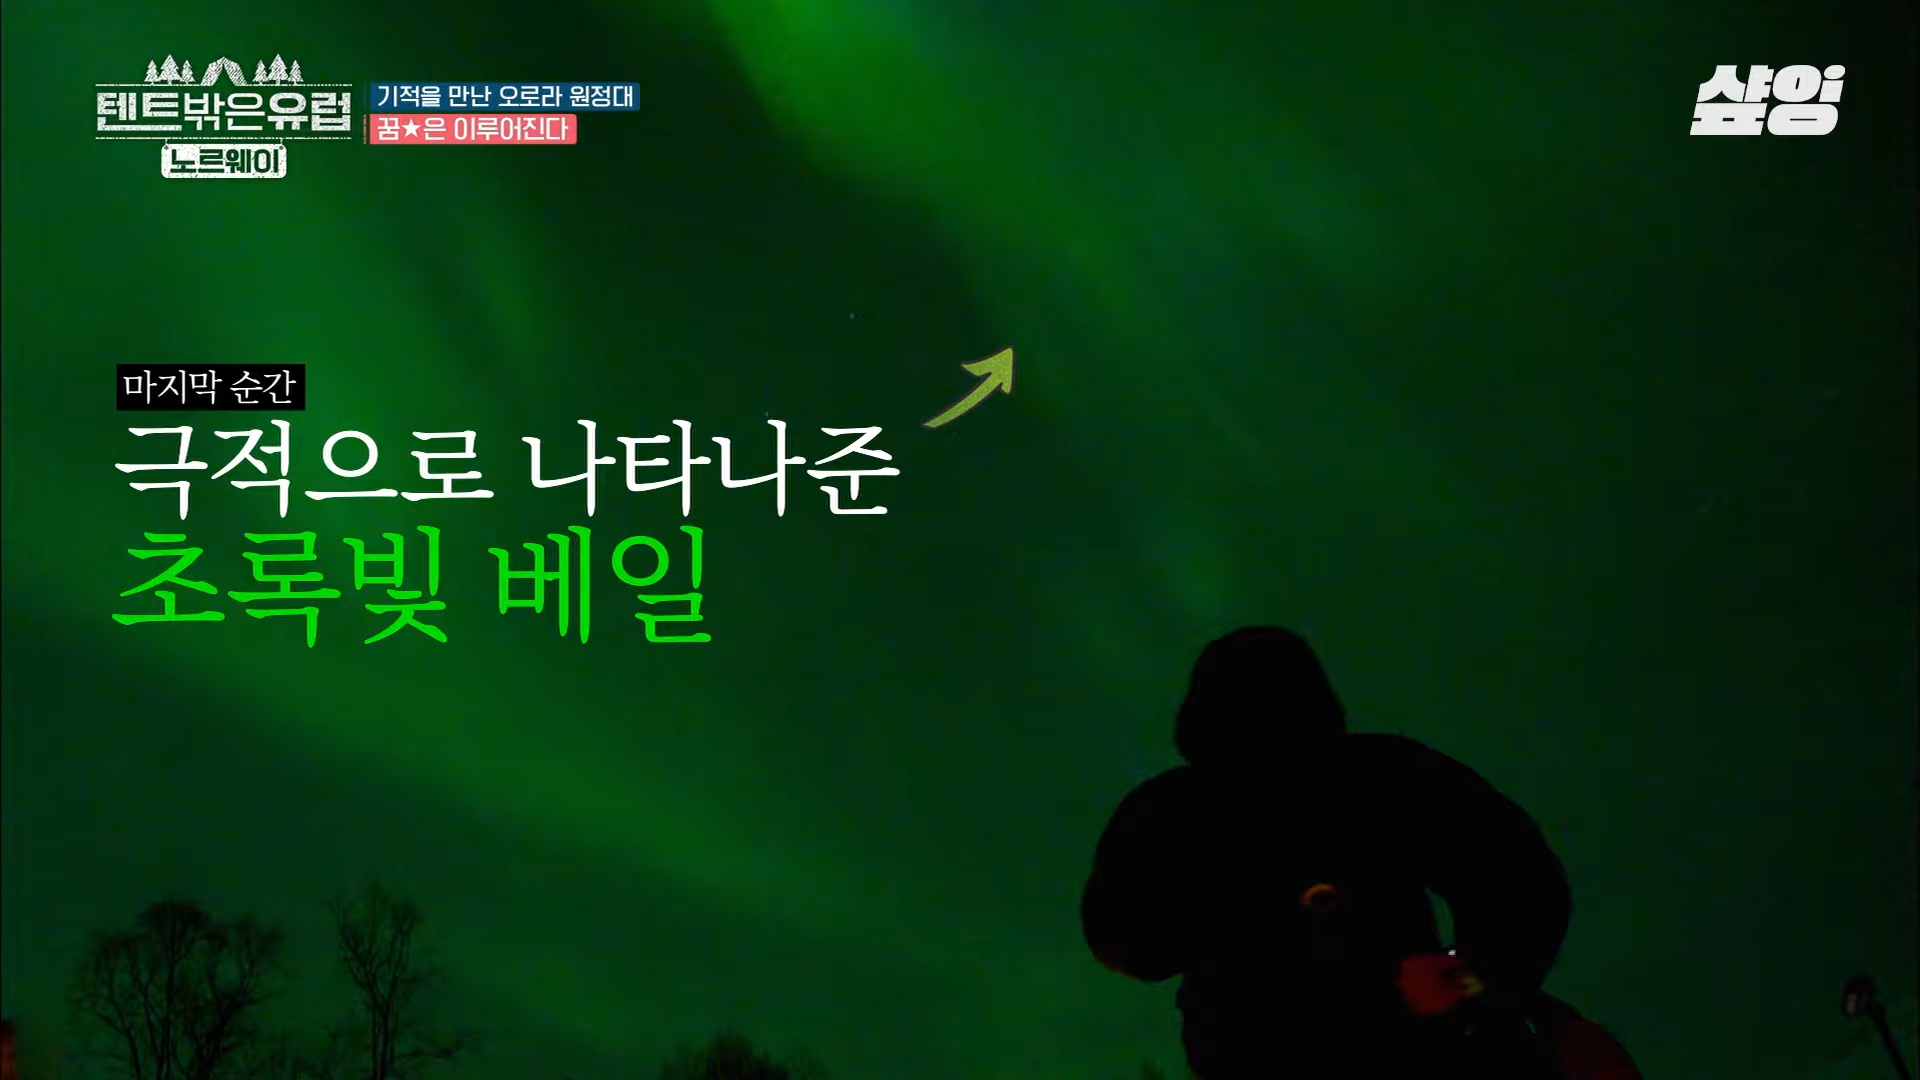 텐트밖은유럽
노르웨이
기적을 만난 오로라 원정대
꿈★은 이루어진다
샾잉
마지막 순간
극적으로 나타나준
초록빛 베일